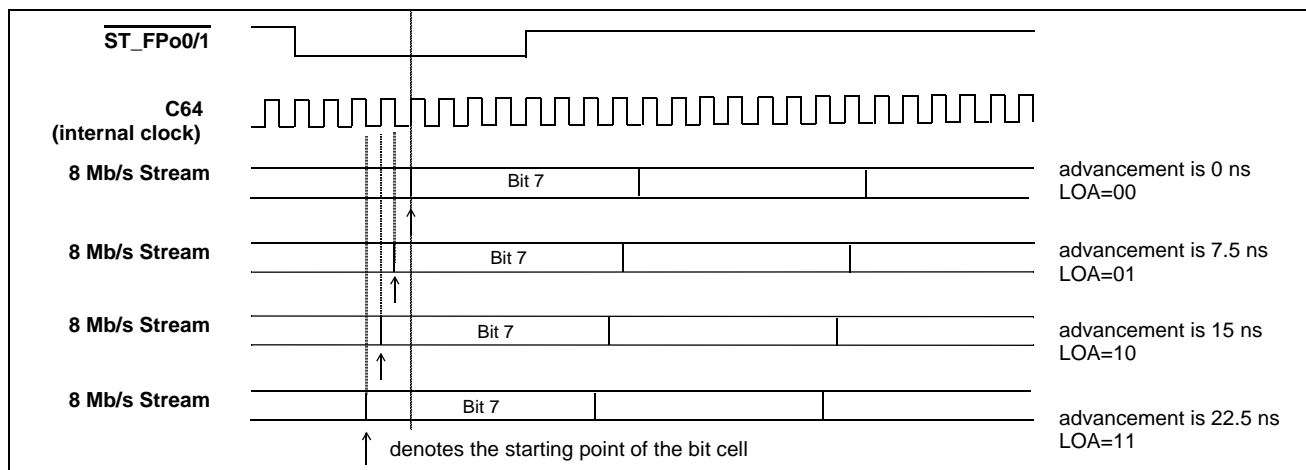 ST_FPo0/1
C64
(internal clock)
8 Mb/s Stream
Bit 7
advancement is 0 ns
LOA=00
8 Mb/s Stream
Bit 7
advancement is 7.5 ns
LOA=01
8 Mb/s Stream
Bit 7
advancement is 15 ns
LOA=10
8 Mb/s Stream
Bit 7
advancement is 22.5 ns
LOA=11
denotes the starting point of the bit cell